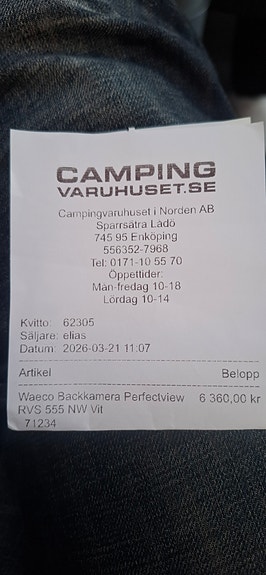 CAMPING
VARUHUSET.SE
Campingvaruhuset i Norden AB
Sparrsätra Lådö
745 95 Enköping
556352-7968
Tel: 0171-10 55 70
Öppettider:
Mån-fredag 10-18
Lördag 10-14
Kvitto: 62305
Säljare: elias
Datum: 2026-03-21 11:07
Artikel Belopp
Waeco Backkamera Perfectview 6 360,00 kr
RVS 555 NW Vit
71234